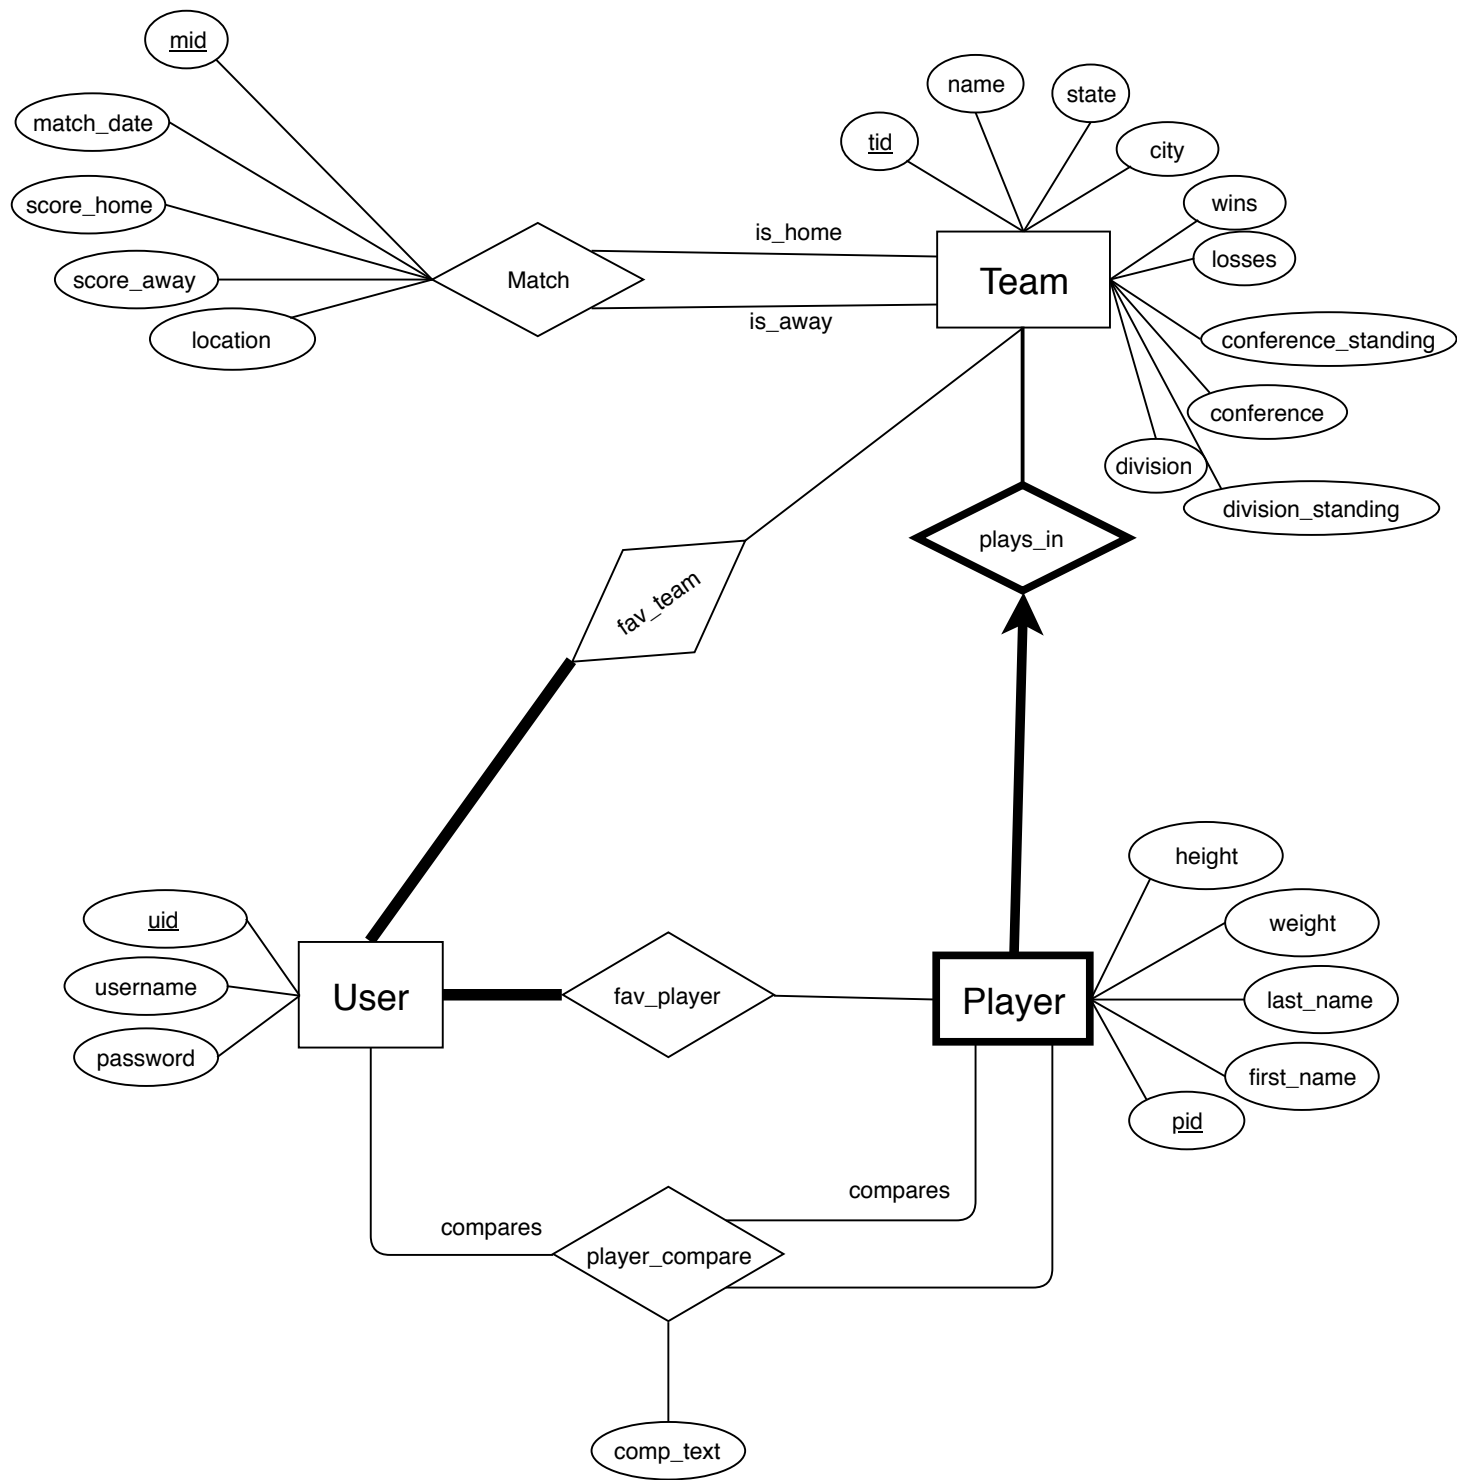 mid
match_date
score_home
score_away
location
Match
is_home
is_away
tid
name
state
city
wins
losses
conference_standing
conference
division
division_standing
Team
plays_in
fav_team
uid
username
password
User
fav_player
Player
height
weight
last_name
first_name
pid
compares
compares
player_compare
comp_text